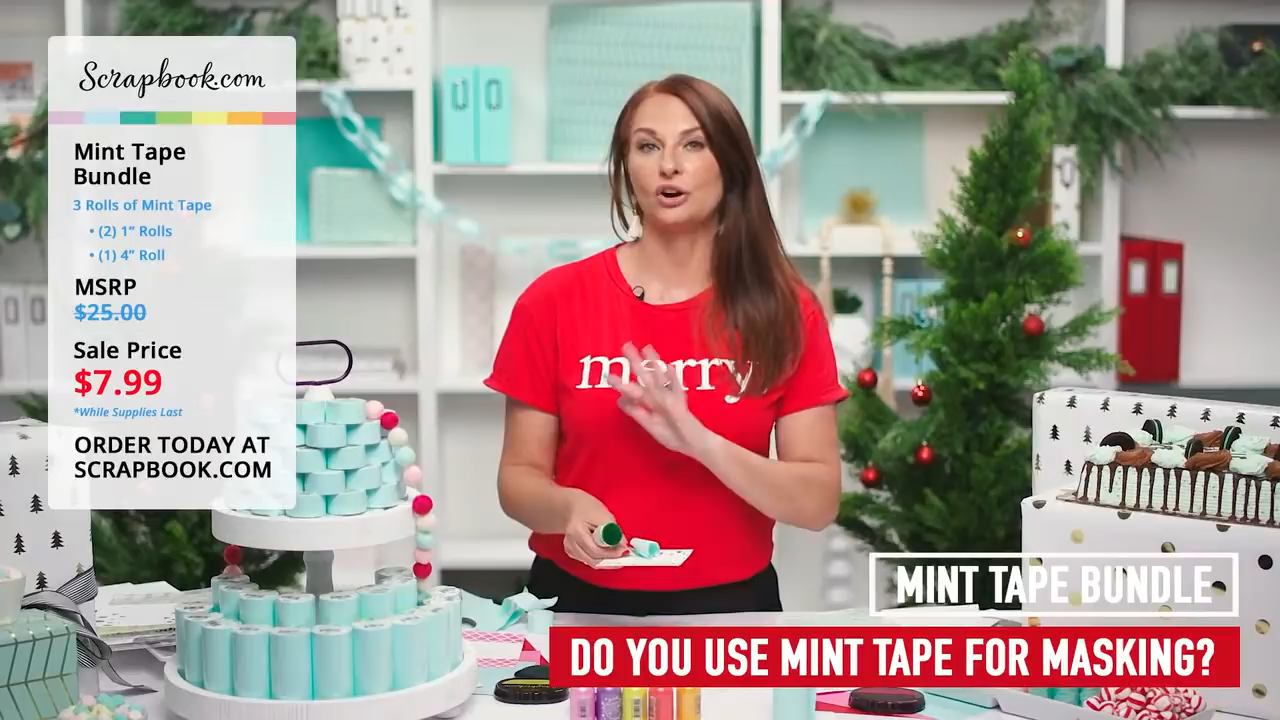 Scrapbook.com
Mint Tape
Bundle
3 Rolls of Mint Tape
• (2) 1” Rolls
• (1) 4” Roll
MSRP
$25.00
Sale Price
$7.99
*While Supplies Last
ORDER TODAY AT
SCRAPBOOK.COM
merry
MINT TAPE BUNDLE
DO YOU USE MINT TAPE FOR MASKING?